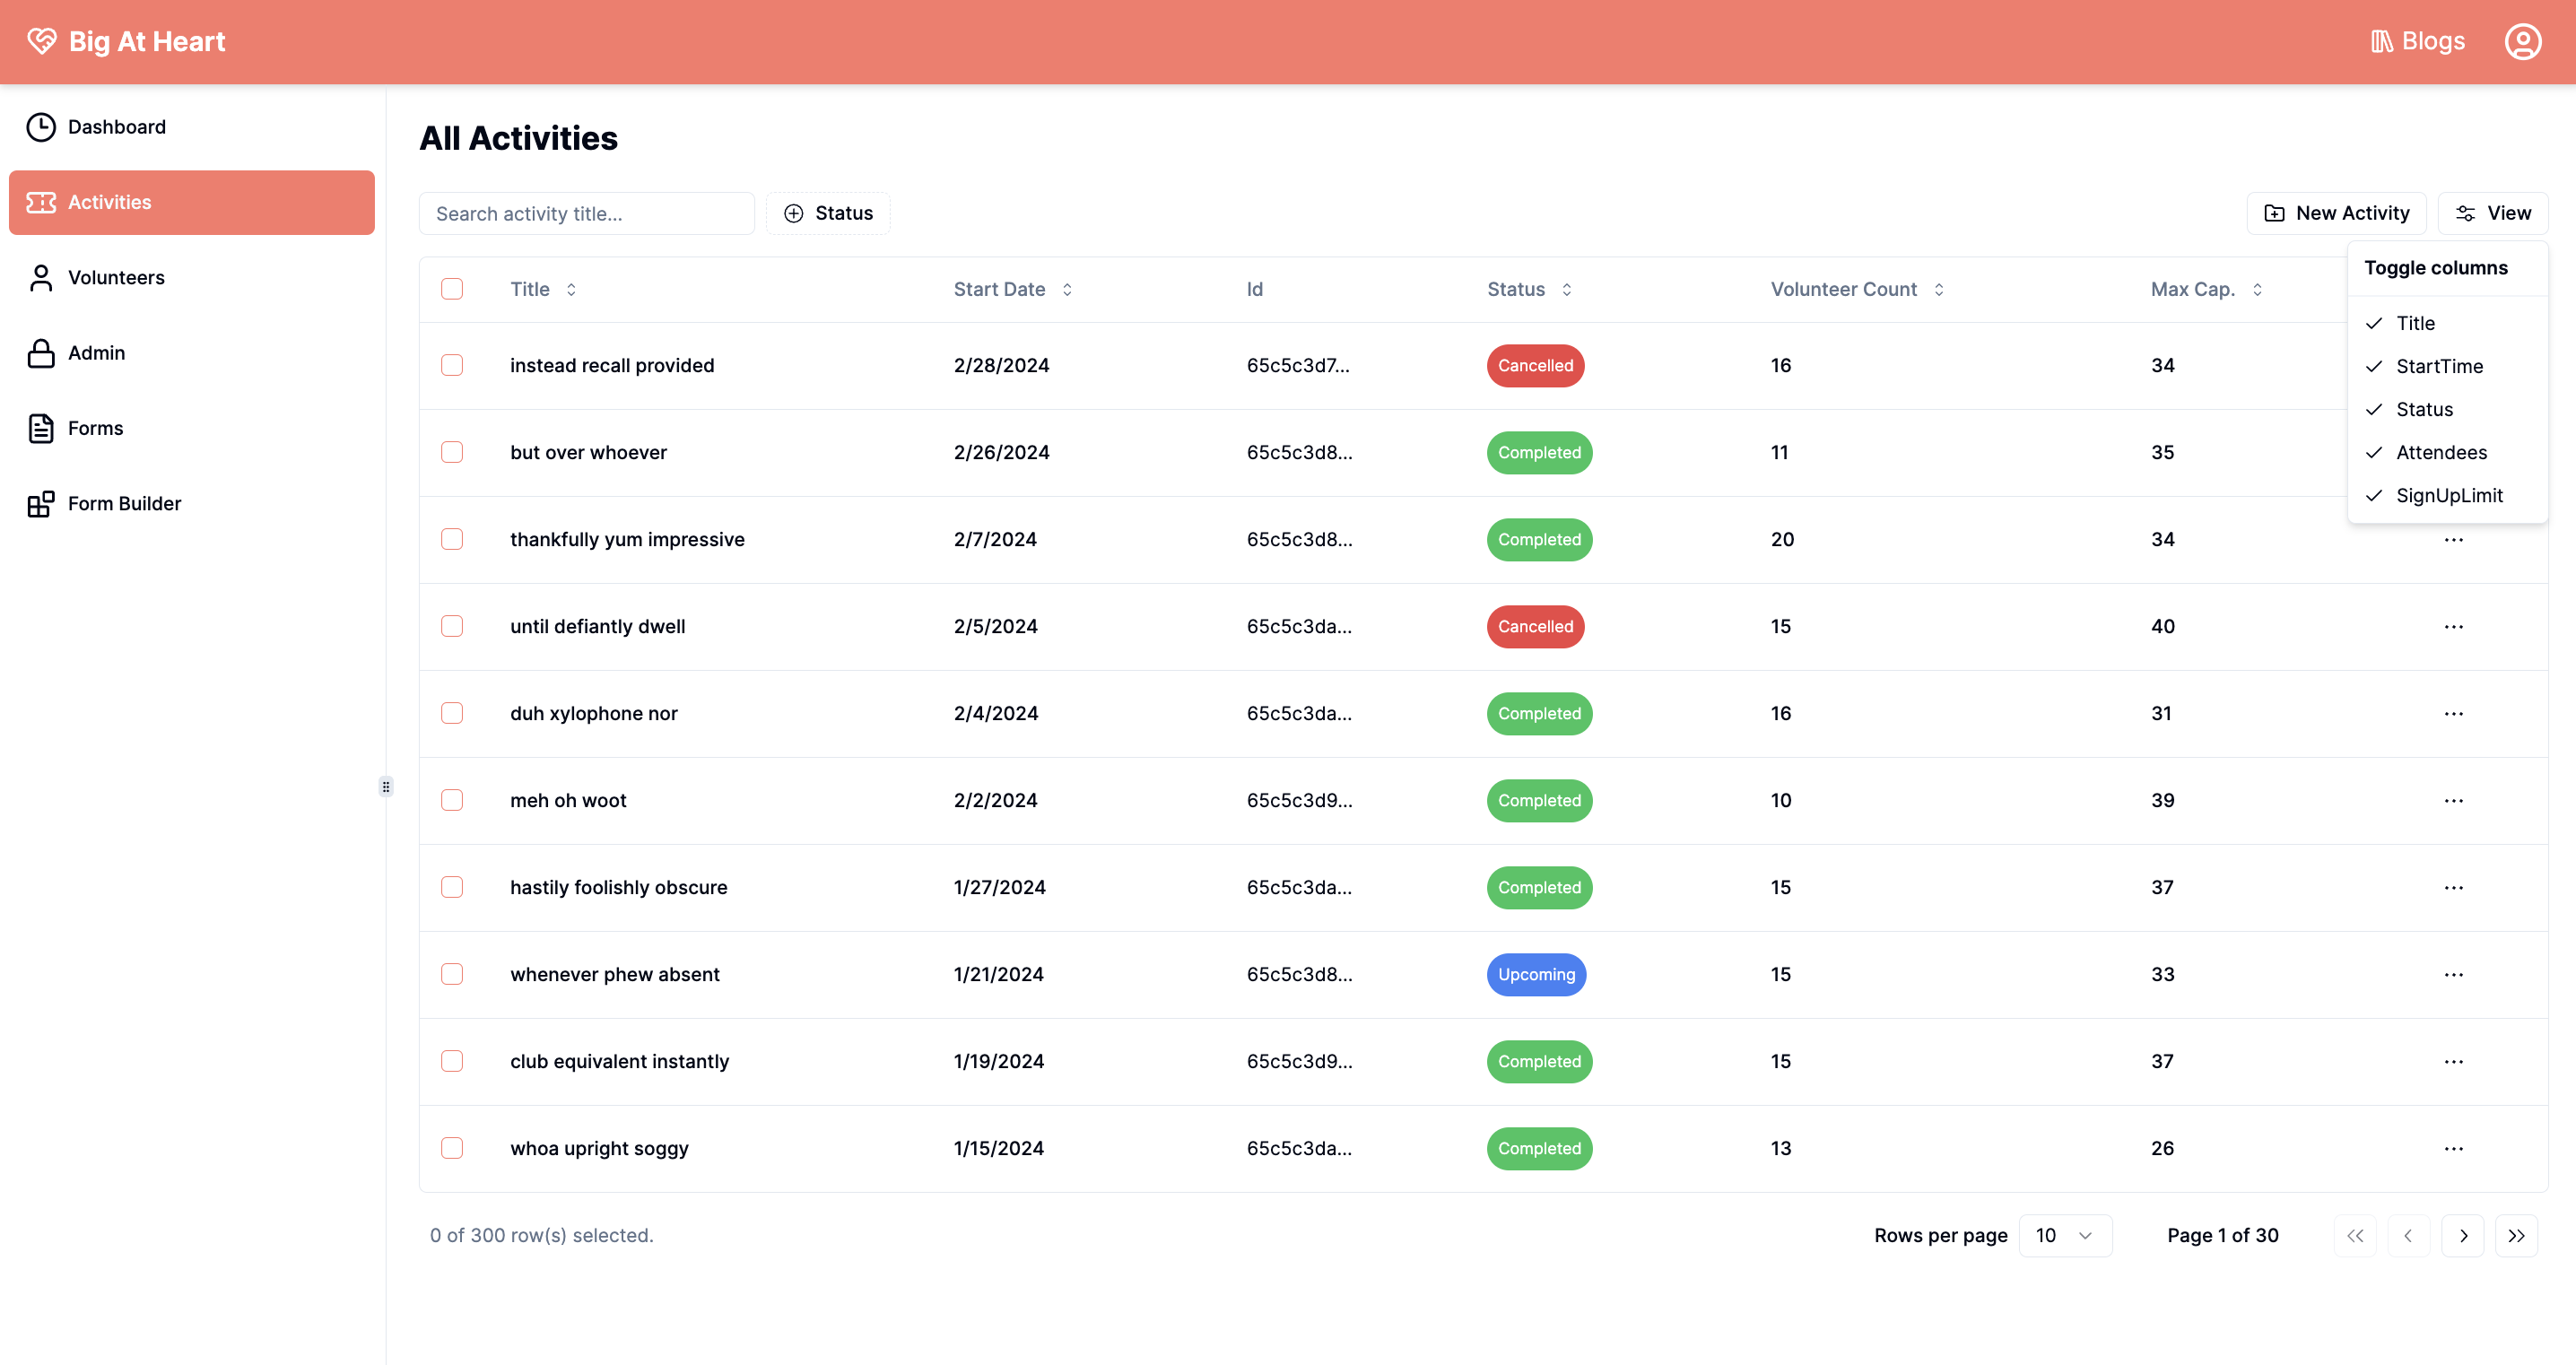 Big At Heart
Blogs
Dashboard
Activities
Volunteers
Admin
Forms
Form Builder
All Activities
Search activity title...
Status
New Activity
View
Toggle columns
Title
StartTime
Status
Attendees
SignUpLimit
Title Start Date Id Status Volunteer Count Max Cap.
instead recall provided 2/28/2024 65c5c3d7... Cancelled 16 34
but over whoever 2/26/2024 65c5c3d8... Completed 11 35
thankfully yum impressive 2/7/2024 65c5c3d8... Completed 20 34 ...
until defiantly dwell 2/5/2024 65c5c3da... Cancelled 15 40 ...
duh xylophone nor 2/4/2024 65c5c3da... Completed 16 31 ...
meh oh woot 2/2/2024 65c5c3d9... Completed 10 39 ...
hastily foolishly obscure 1/27/2024 65c5c3da... Completed 15 37 ...
whenever phew absent 1/21/2024 65c5c3d8... Upcoming 15 33 ...
club equivalent instantly 1/19/2024 65c5c3d9... Completed 15 37 ...
whoa upright soggy 1/15/2024 65c5c3da... Completed 13 26 ...
0 of 300 row(s) selected.
Rows per page 10
Page 1 of 30